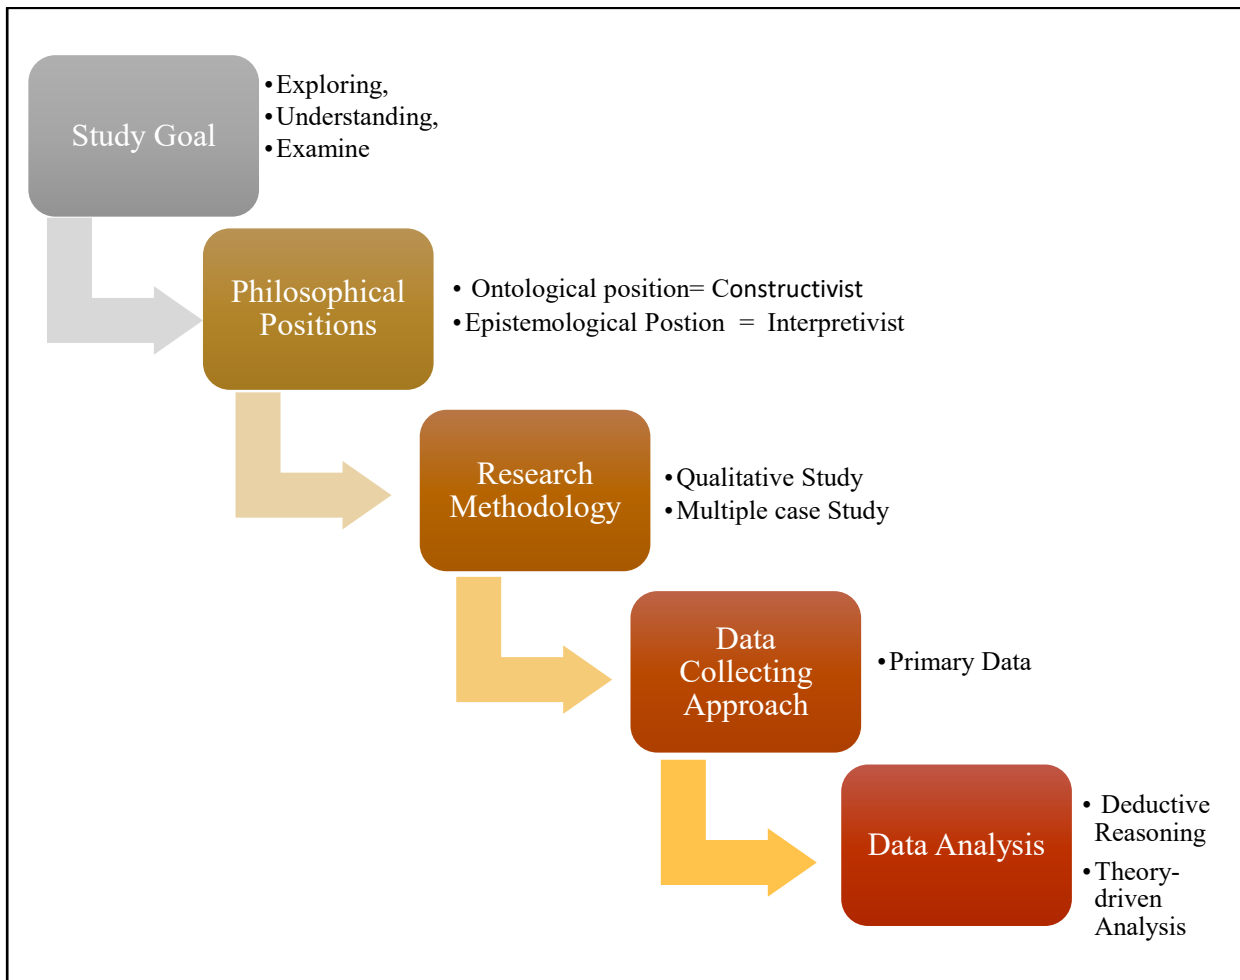 Study Goal
•Exploring,
•Understanding,
•Examine
Philosophical
Positions
• Ontological position= Constructivist
•Epistemological Postion = Interpretivist
Research
Methodology
•Qualitative Study
•Multiple case Study
Data
Collecting
Approach
•Primary Data
Data Analysis
• Deductive
Reasoning
• Theory-
driven
Analysis